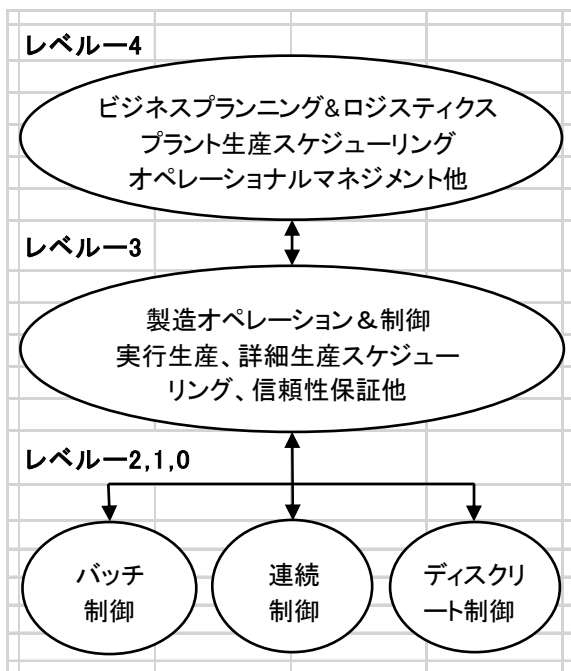 レベルー4
ビジネスプランニング&ロジスティクス
プラント生産スケジューリング
オペレーショナルマネジメント他
レベルー3
製造オペレーション＆制御
実行生産、詳細生産スケジュー
リング、信頼性保証他
レベルー2,1,0
バッチ
制御
連続
制御
ディスクリ
ート制御